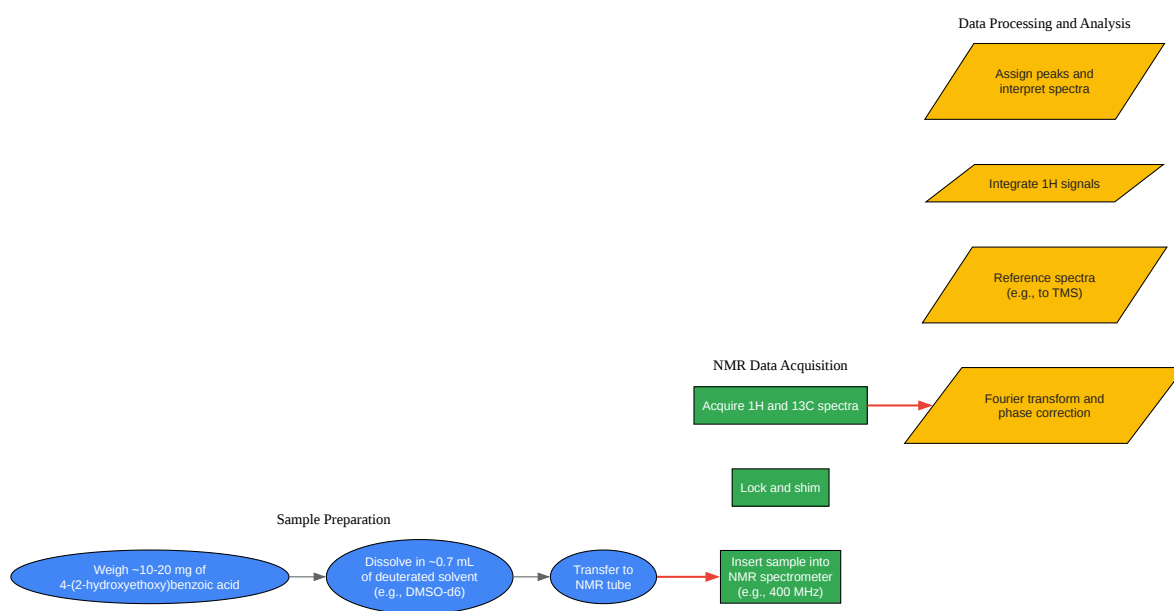 Data Processing and Analysis
Assign peaks and
interpret spectra
Integrate 1H signals
Reference spectra
(e.g., to TMS)
NMR Data Acquisition
Acquire 1H and 13C spectra
Fourier transform and
phase correction
Lock and shim
Sample Preparation
Weigh ~10-20 mg of
4-(2-hydroxyethoxy)benzoic acid
Dissolve in ~0.7 mL
of deuterated solvent
(e.g., DMSO-d6)
Transfer to
NMR tube
Insert sample into
NMR spectrometer
(e.g., 400 MHz)